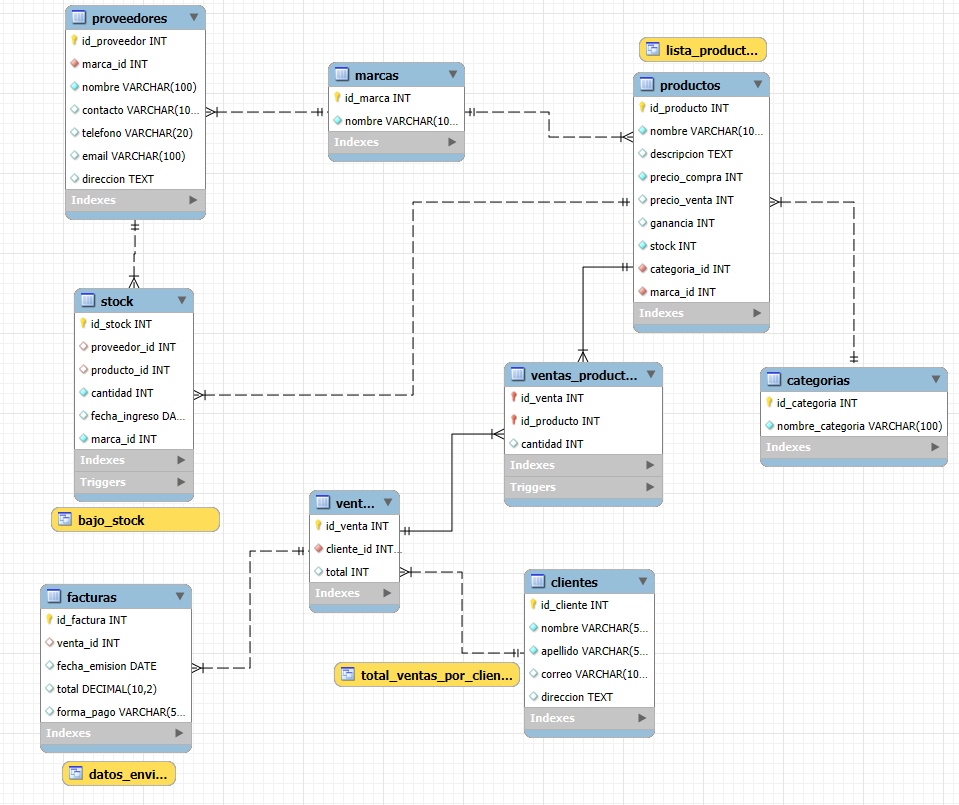 proveedores
id_proveedor INT
marca_id INT
nombre VARCHAR(100)
contacto VARCHAR(10...
telefono VARCHAR(20)
email VARCHAR(100)
direccion TEXT
Indexes
marcas
id_marca INT
nombre VARCHAR(10...
Indexes
lista_product...
productos
id_producto INT
nombre VARCHAR(10...
descripcion TEXT
precio_compra INT
precio_venta INT
ganancia INT
stock INT
categoria_id INT
marca_id INT
Indexes
stock
id_stock INT
proveedor_id INT
producto_id INT
cantidad INT
fecha_ingreso DA...
marca_id INT
Indexes
Triggers
bajo_stock
ventas_product...
id_venta INT
id_producto INT
cantidad INT
Indexes
Triggers
categorias
id_categoria INT
nombre_categoria VARCHAR(100)
Indexes
vent...
id_venta INT
cliente_id INT...
total INT
Indexes
facturas
id_factura INT
venta_id INT
fecha_emision DATE
total DECIMAL(10,2)
forma_pago VARCHAR(5...
Indexes
datos_envi...
clientes
id_cliente INT
nombre VARCHAR(5...
apellido VARCHAR(5...
correo VARCHAR(10...
direccion TEXT
Indexes
total_ventas_por_clien...